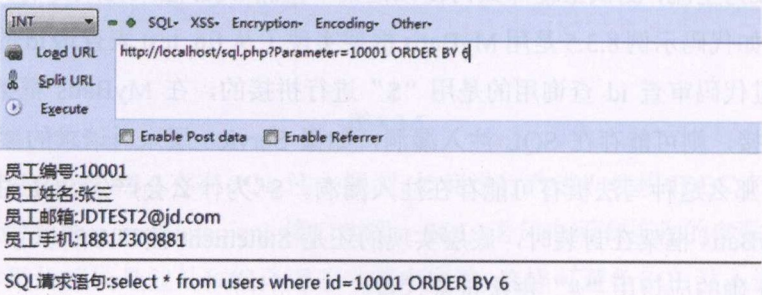 INT SQL- XSS- Encryption- Encoding- Other-
Load URL http://localhost/sql.php?Parameter=10001 ORDER BY 6
Split URL
Execute
Enable Post data Enable Referrer
员工编号:10001
员工姓名:张三
员工邮箱:JDTEST2@jd.com
员工手机:18812309881
SQL请求语句:select * from users where id=10001 ORDER BY 6